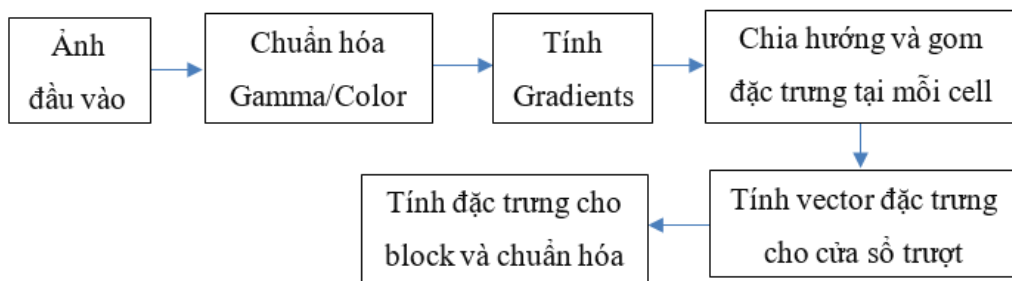 Ảnh
đầu vào
Chuẩn hóa
Gamma/Color
Tính
Gradients
Chia hướng và gom
đặc trưng tại mỗi cell
Tính vector đặc trưng
cho cửa sổ trượt
Tính đặc trưng cho
block và chuẩn hóa